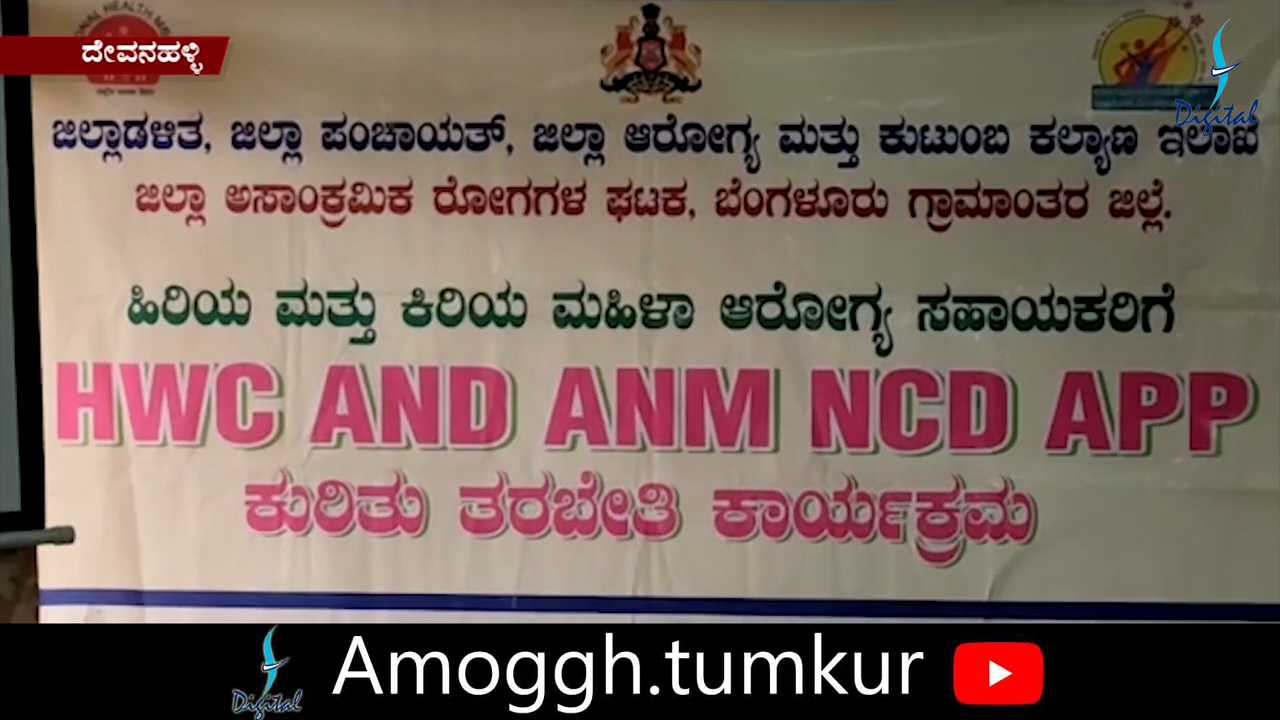 ದೇವನಹಳ್ಳಿ
Digital
ಜಿಲ್ಲಾಡಳಿತ, ಜಿಲ್ಲಾ ಪಂಚಾಯತ್, ಜಿಲ್ಲಾ ಆರೋಗ್ಯ ಮತ್ತು ಕುಟುಂಬ ಕಲ್ಯಾಣ ಇಲಾಖೆ
ಜಿಲ್ಲಾ ಅಸಾಂಕ್ರಮಿಕ ರೋಗಗಳ ಘಟಕ, ಬೆಂಗಳೂರು ಗ್ರಾಮಾಂತರ ಜಿಲ್ಲೆ.
ಹಿರಿಯ ಮತ್ತು ಕಿರಿಯ ಮಹಿಳಾ ಆರೋಗ್ಯ ಸಹಾಯಕರಿಗೆ
HWC AND ANM NCD APP
ಕುರಿತು ತರಬೇತಿ ಕಾರ್ಯಕ್ರಮ
Digital
Amoggh.tumkur